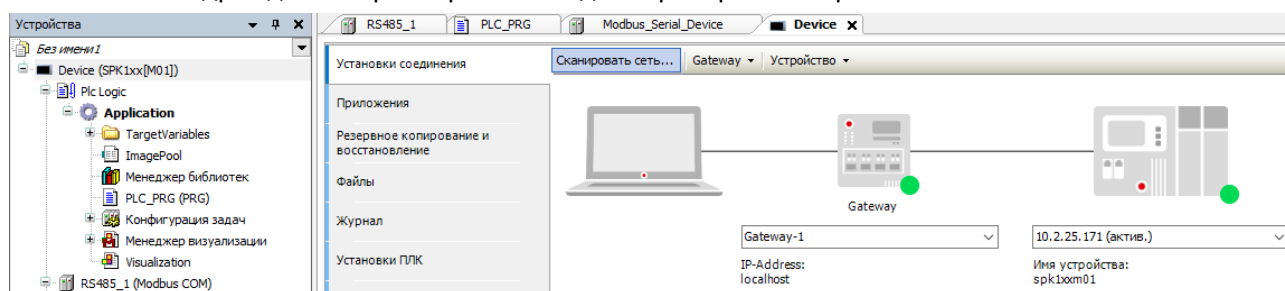 Устройства
RS485_1 PLC_PRG Modbus_Serial_Device Device
Без имени1
Device (SPK1xx[M01])
Plc Logic
Application
TargetVariables
ImagePool
Менеджер библиотек
PLC_PRG (PRG)
Конфигурация задач
Менеджер визуализации
Visualization
RS485_1 (Modbus COM)
Установки соединения
Приложения
Резервное копирование и
восстановление
Файлы
Журнал
Установки ПЛК
Сканировать сеть... Gateway Устройство
Gateway
Gateway-1
IP-Address:
localhost
10.2.25.171 (актив.)
Имя устройства:
spk1xxm01